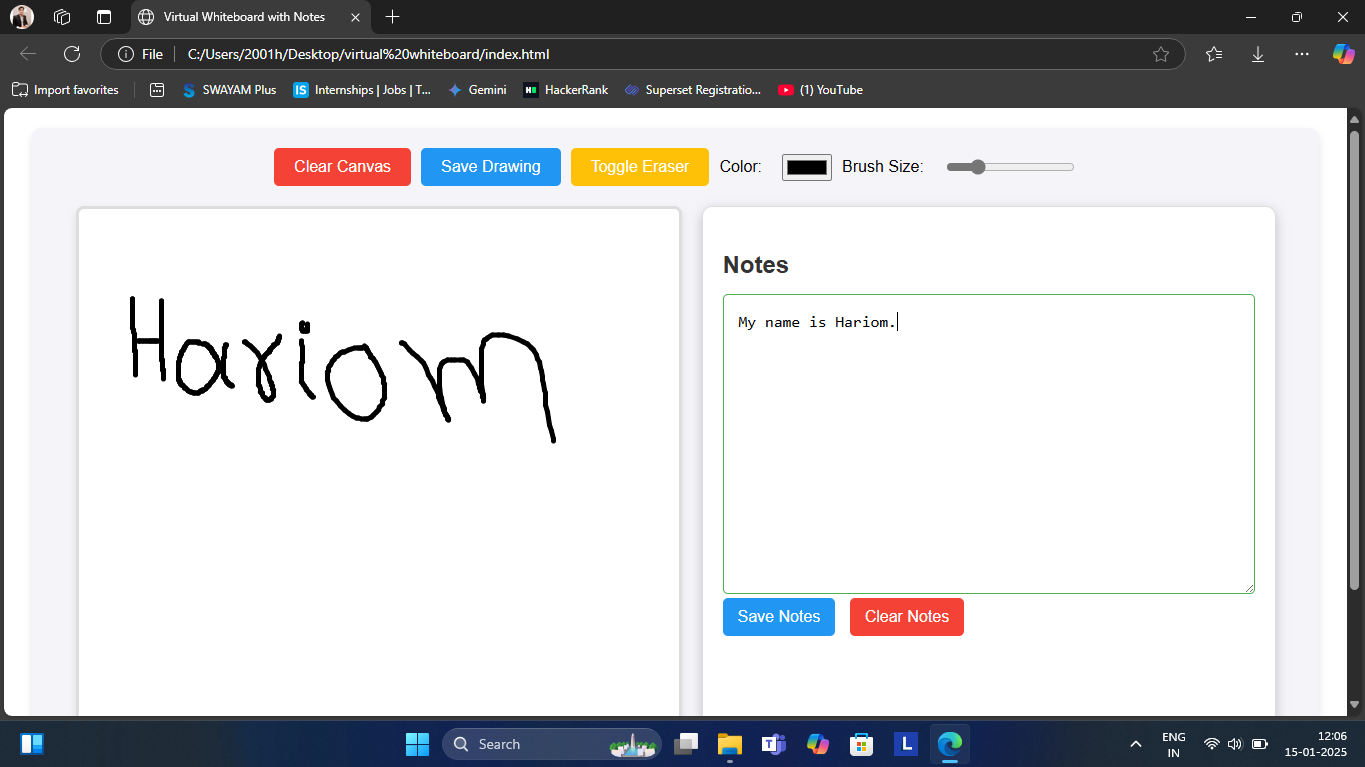 Virtual Whiteboard with Notes
File
C:/Users/2001h/Desktop/virtual%20whiteboard/index.html
Import favorites
SWAYAM Plus
IS
Internships | Jobs | T...
Gemini
HackerRank
Superset Registratio...
(1) YouTube
Clear Canvas
Save Drawing
Toggle Eraser
Color:
Brush Size:
Hariom
Notes
My name is Hariom.
Save Notes
Clear Notes
Search
L
ENG
IN
12:06
15-01-2025